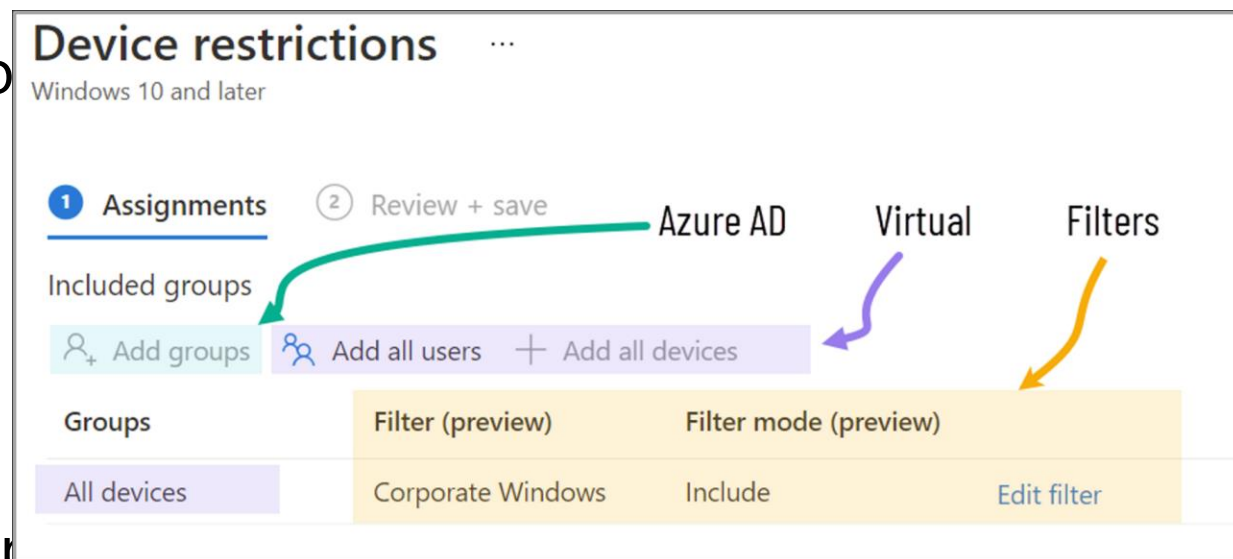 Device restrictions ...
Windows 10 and later
1 Assignments 2 Review + save
Azure AD Virtual Filters
Included groups
Add groups Add all users Add all devices
Groups Filter (preview) Filter mode (preview)
All devices Corporate Windows Include Edit filter